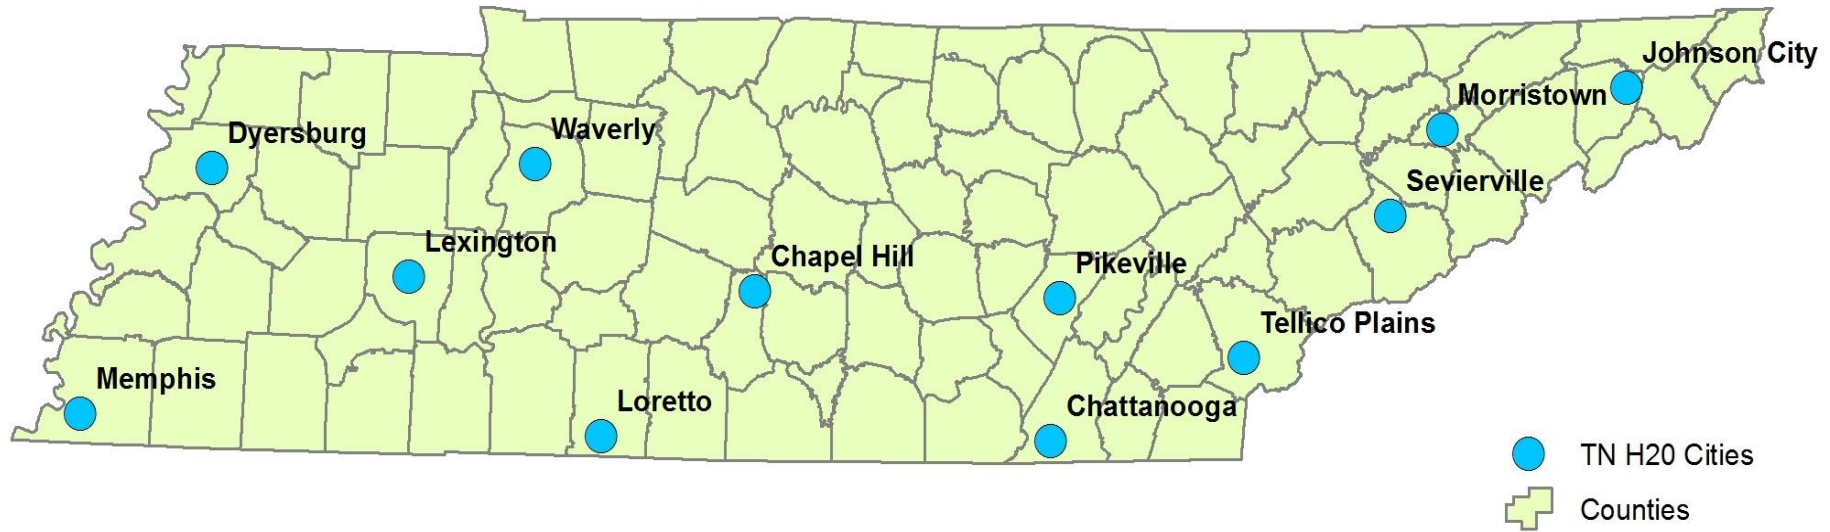 Johnson City
Morristown
Dyersburg
Waverly
Sevierville
Lexington
Chapel Hill
Pikeville
Tellico Plains
Memphis
Loretto
Chattanooga
TN H20 Cities
Counties